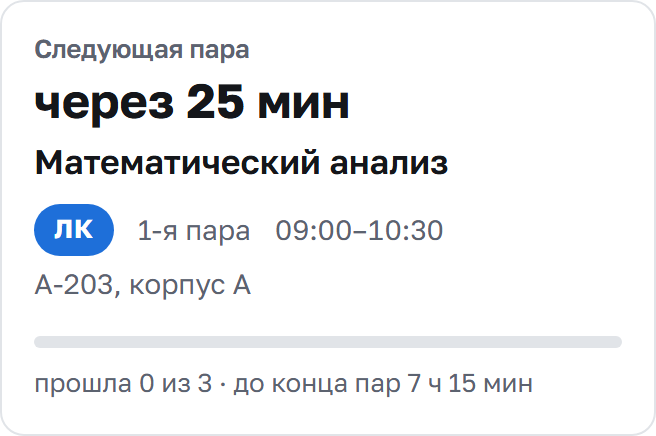 Следующая пара
через 25 мин
Математический анализ
ЛК 1-я пара 09:00–10:30
А-203, корпус А
прошла 0 из 3 · до конца пар 7 ч 15 мин